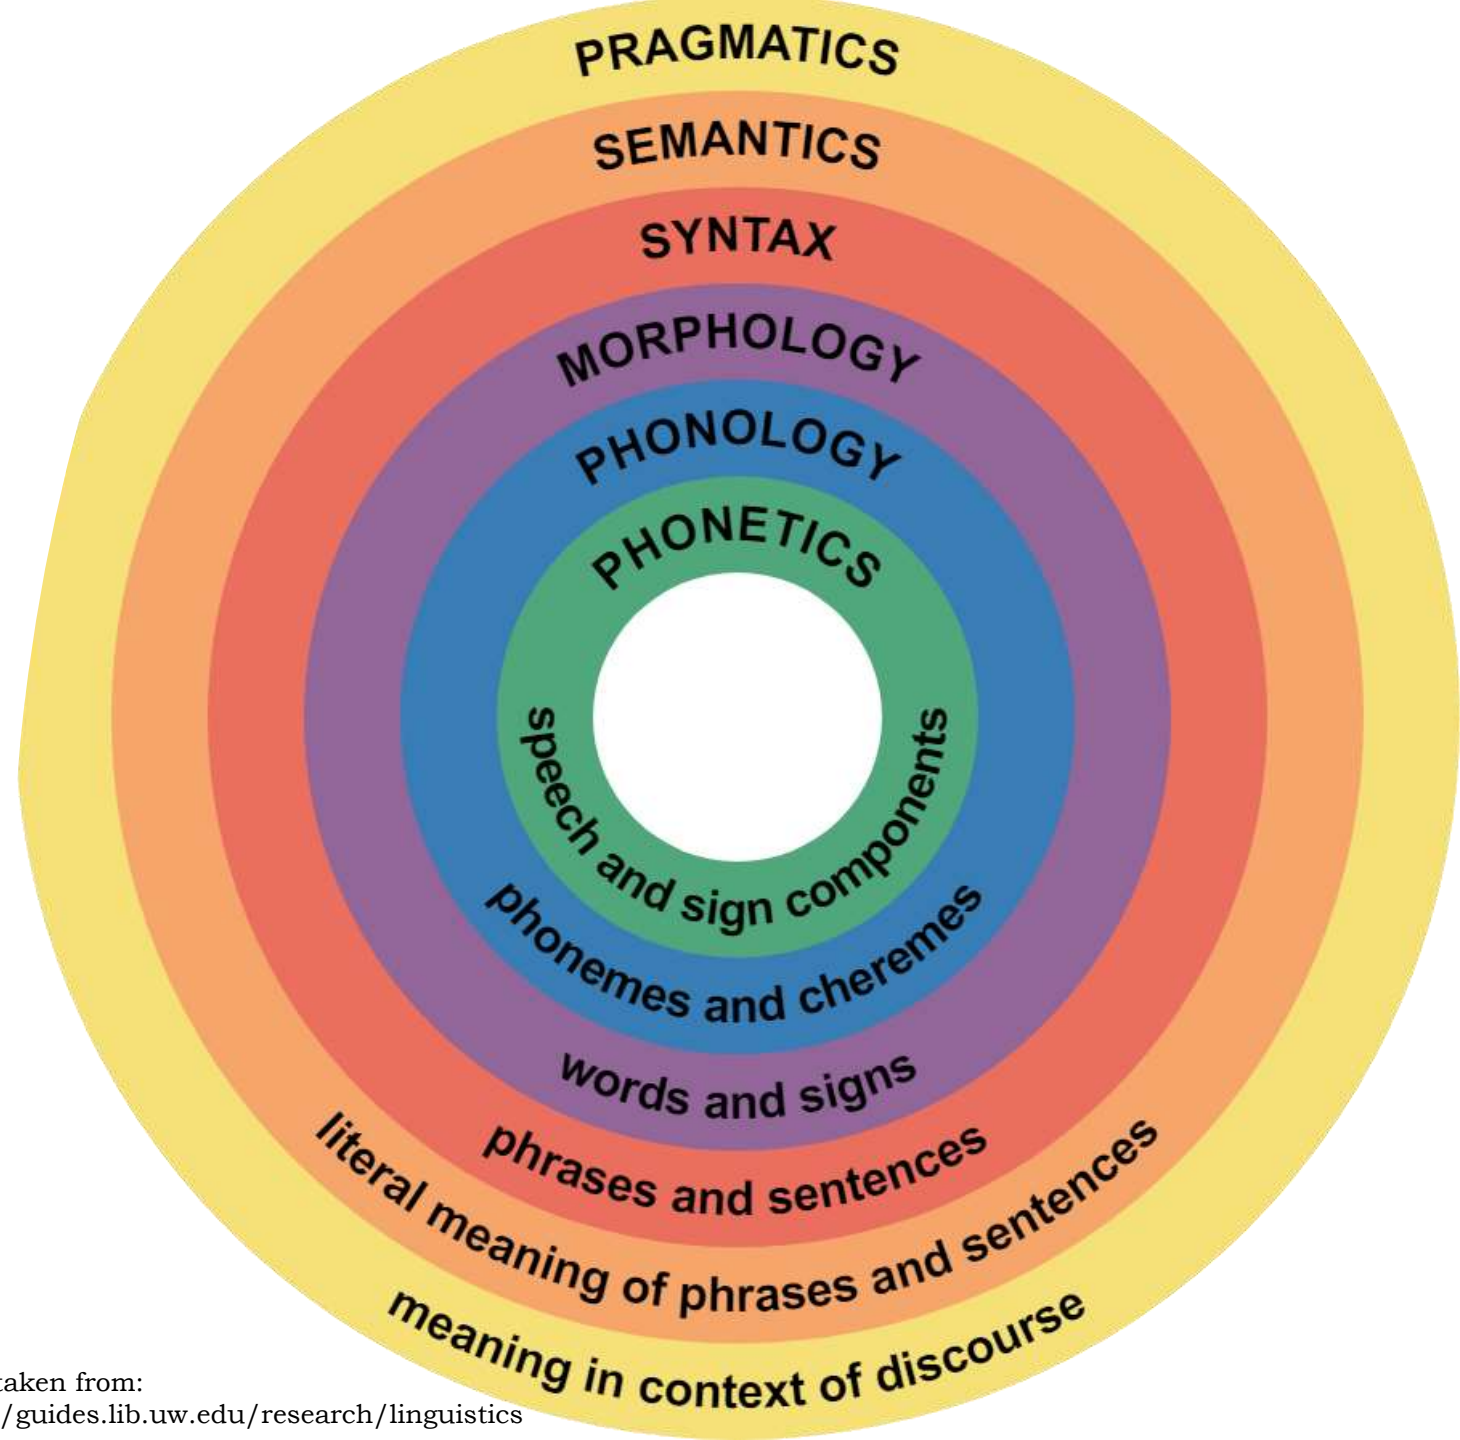 PRAGMATICS
SEMANTICS
SYNTAX
MORPHOLOGY
PHONOLOGY
PHONETICS
speech and sign components
phonemes and cheremes
words and signs
phrases and sentences
literal meaning of phrases and sentences
meaning in context of discourse
taken from:
/guides.lib.uw.edu/research/linguistics